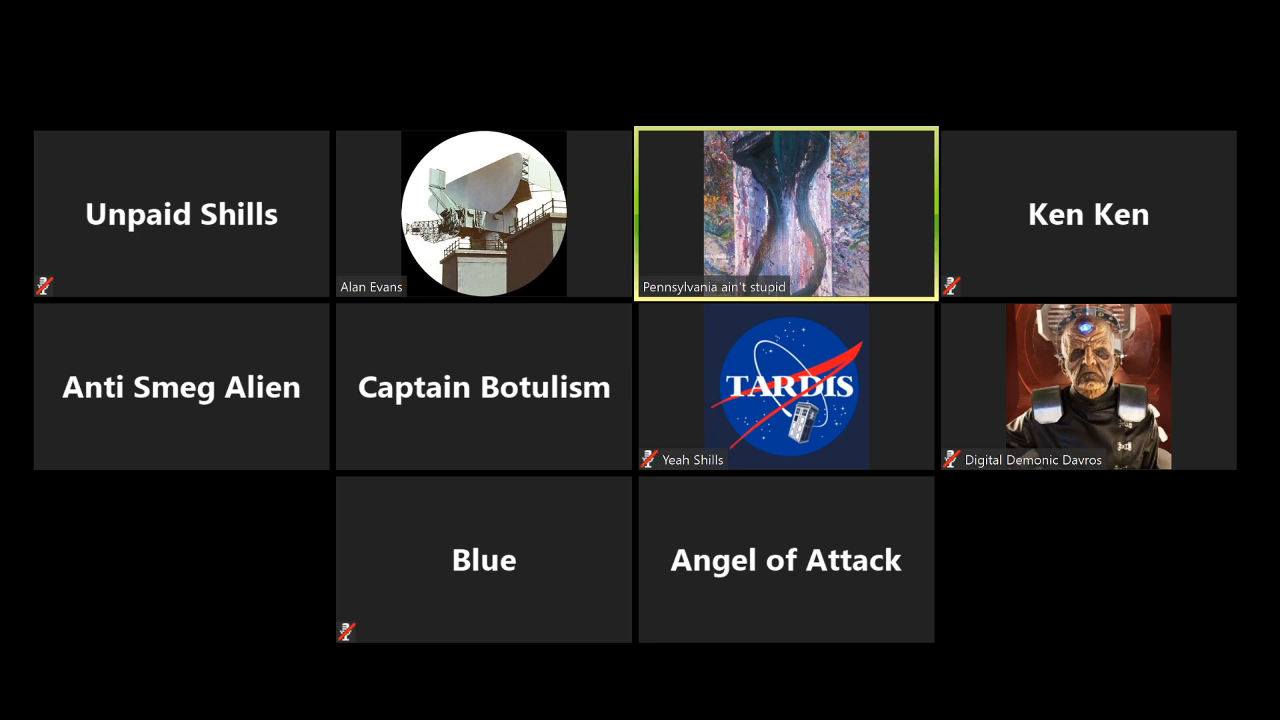 Unpaid Shills
Alan Evans
Pennsylvania ain't stupid
Ken Ken
Anti Smeg Alien
Captain Botulism
TARDIS
Yeah Shills
Digital Demonic Davros
Blue
Angel of Attack